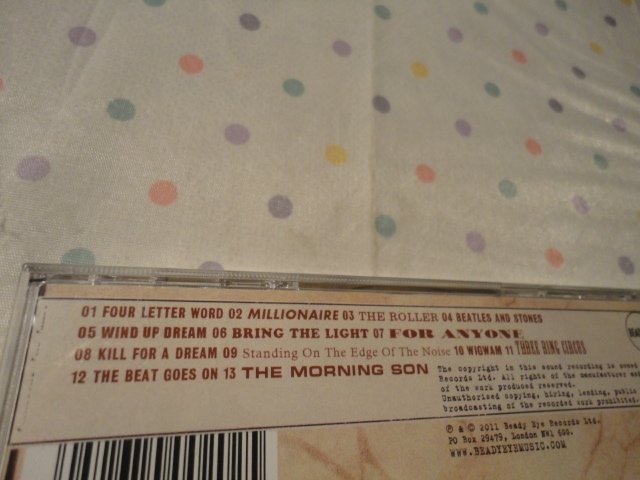 01 FOUR LETTER WORD 02 MILLIONAIRE 03 THE ROLLER 04 BEATLES AND STONES
05 WIND UP DREAM 06 BRING THE LIGHT 07 FOR ANYONE
08 KILL FOR A DREAM 09 Standing On The Edge Of The Noise 10 WIGWAM 11 THREE RING CIRCUS
12 THE BEAT GOES ON 13 THE MORNING SON
The copyright in this sound recording is owned
Records Ltd. All rights of the manufacturer and
of the work produced reserved.
Unauthorised copying, hiring, lending, public
broadcasting of the recorded work prohibited.
℗ & © 2011 Beady Eye Records Ltd.
PO Box 29479, London NW1 6GG.
WWW.BEADYEYEMUSIC.COM